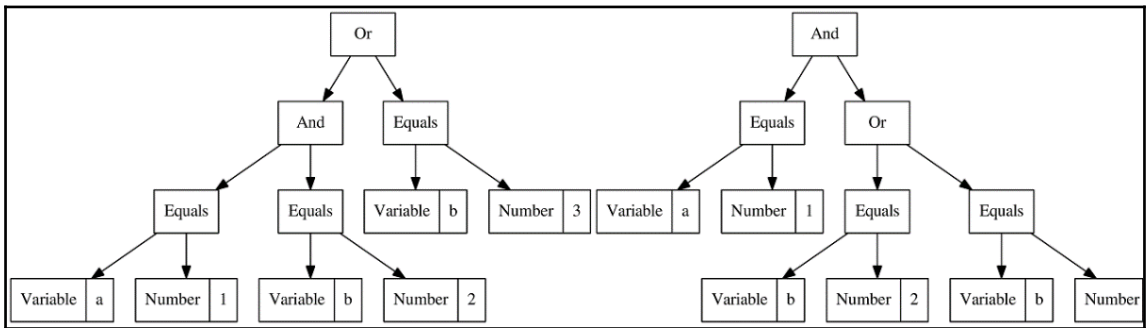 Or And
And Equals Equals Or
Equals Equals Variable b Number 3 Variable a Number 1 Equals Equals
Variable a Number 1 Variable b Number 2 Variable b Number 2 Variable b Number